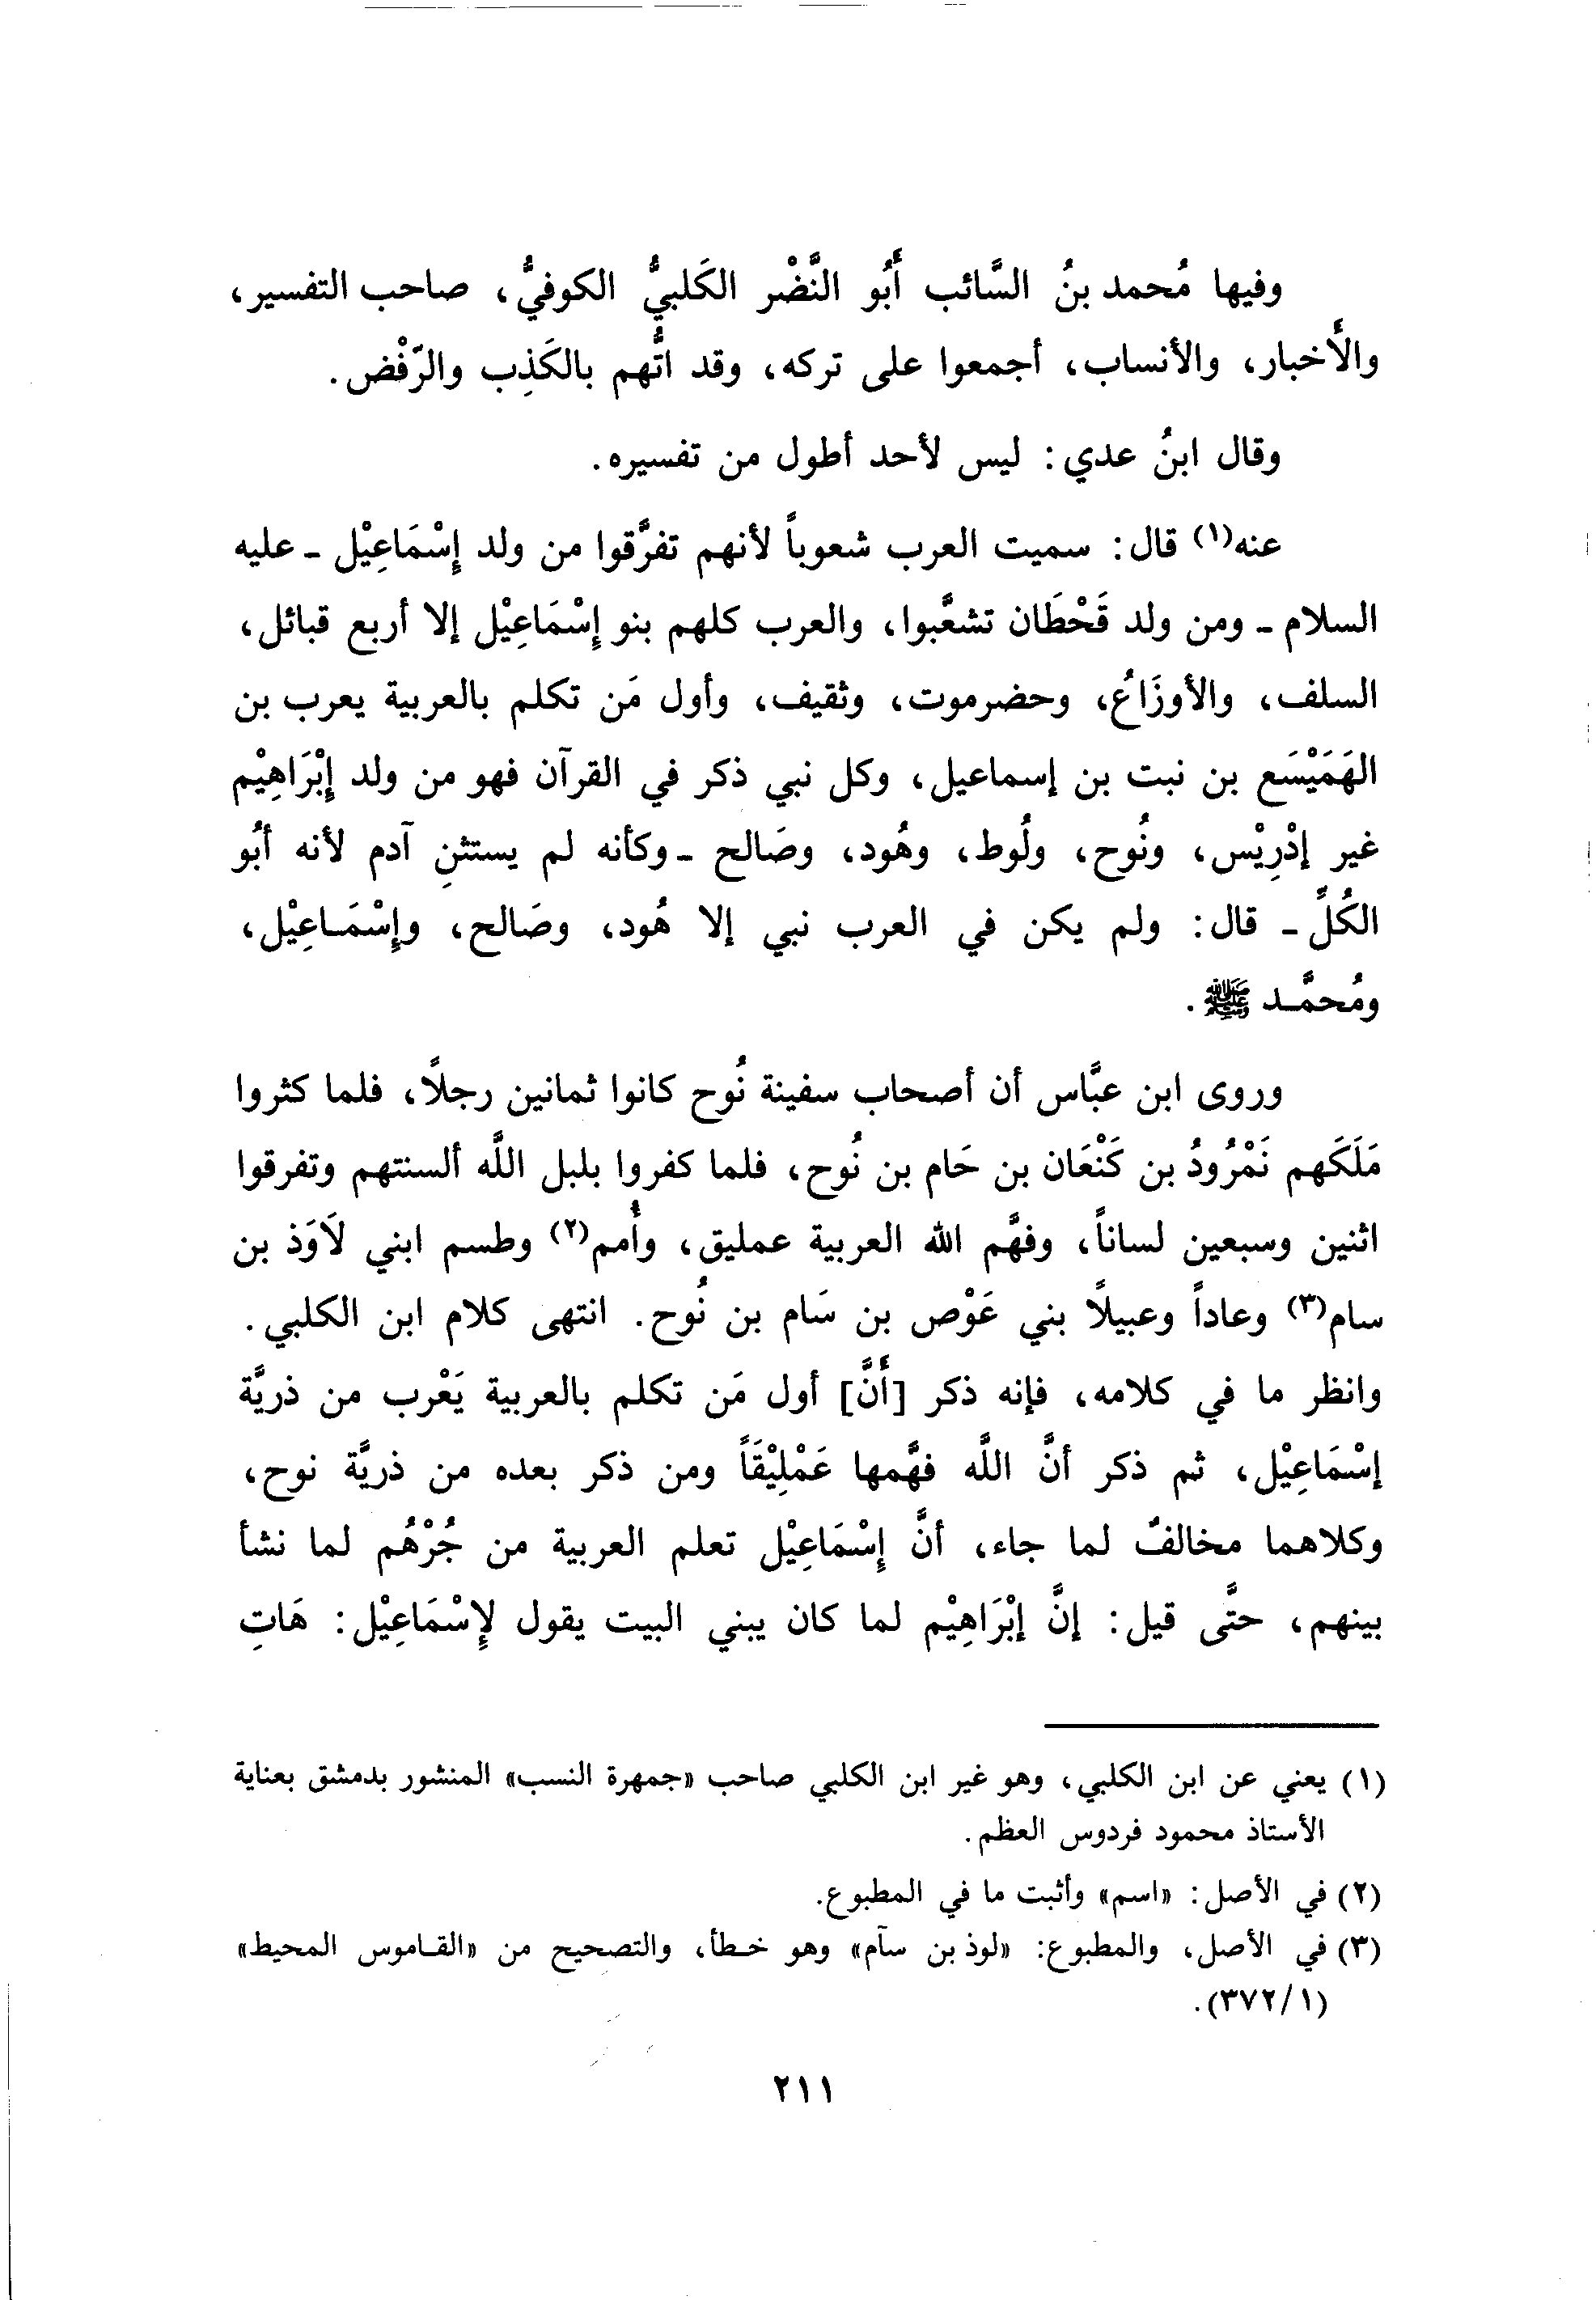 وفيها مُحمد بنُ السَّائب أَبُو النَّضْر الكَلبيُّ الكوفيُّ، صاحب التفسير،
والأَخبار، والأنساب، أجمعوا على تركه، وقد اتُّهم بالكَذِب والرّفْض.
وقال ابنُ عدي: ليس لأحد أطول من تفسيره.
عنه(١) قال: سميت العرب شعوباً لأنهم تفرَّقوا من ولد إِسْمَاعِيْل - عليه
السلام - ومن ولد قَحْطَان تشعَّبوا، والعرب كلهم بنو إِسْمَاعِيْل إلا أربع قبائل،
السلف، والأوزَاعُ، وحضرموت، وثقيف، وأول مَن تكلم بالعربية يعرب بن
الهَمَيْسَع بن نبت بن إسماعيل، وكل نبي ذكر في القرآن فهو من ولد إِبْرَاهِيْم
غير إدْرِيْس، ونُوح، ولُوط، وهُود، وصَالح - وكأنه لم يستثنِ آدم لأنه أبُو
الكُلِّ - قال: ولم يكن في العرب نبي إلا هُود، وصَالح، وإِسْمَـاعِيْل،
ومُحمَّـد ﷺ.
وروى ابن عبَّاس أن أصحاب سفينة نُوح كانوا ثمانين رجلًا، فلما كثروا
مَلَكَهم نَمْرُودُ بن كَنْعَان بن حَام بن نُوح، فلما كفروا بلبل اللَّه ألسنتهم وتفرقوا
اثنين وسبعين لساناً، وفهَّم الله العربية عمليق، وأُمم(٢) وطسم ابني لَاوَذ بن
سام(٣) وعاداً وعبيلًا بني عَوْص بن سَام بن نُوح. انتهى كلام ابن الكلبي.
وانظر ما في كلامه، فإنه ذكر [أَنَّ] أول مَن تكلم بالعربية يَعْرب من ذريَّة
إسْمَاعِيْل، ثم ذكر أنَّ اللَّه فهَّمها عَمْلِيْقَاً ومن ذكر بعده من ذريَّة نوح،
وكلاهما مخالفٌ لما جاء، أنَّ إِسْمَاعِيْل تعلم العربية من جُرْهُم لما نشأ
بينهم، حتَّى قيل: إنَّ إبْرَاهِيْم لما كان يبني البيت يقول لإِسْمَاعِيْل: هَاتِ
(١) يعني عن ابن الكلبي، وهو غير ابن الكلبي صاحب «جمهرة النسب» المنشور بدمشق بعناية
الأستاذ محمود فردوس العظم.
(٢) في الأصل: «اسم» وأثبت ما في المطبوع.
(٣) في الأصل، والمطبوع: «لوذ بن سآم» وهو خـطأ، والتصحيح من «القـاموس المحيط»
(١/٣٧٢).
٢١١